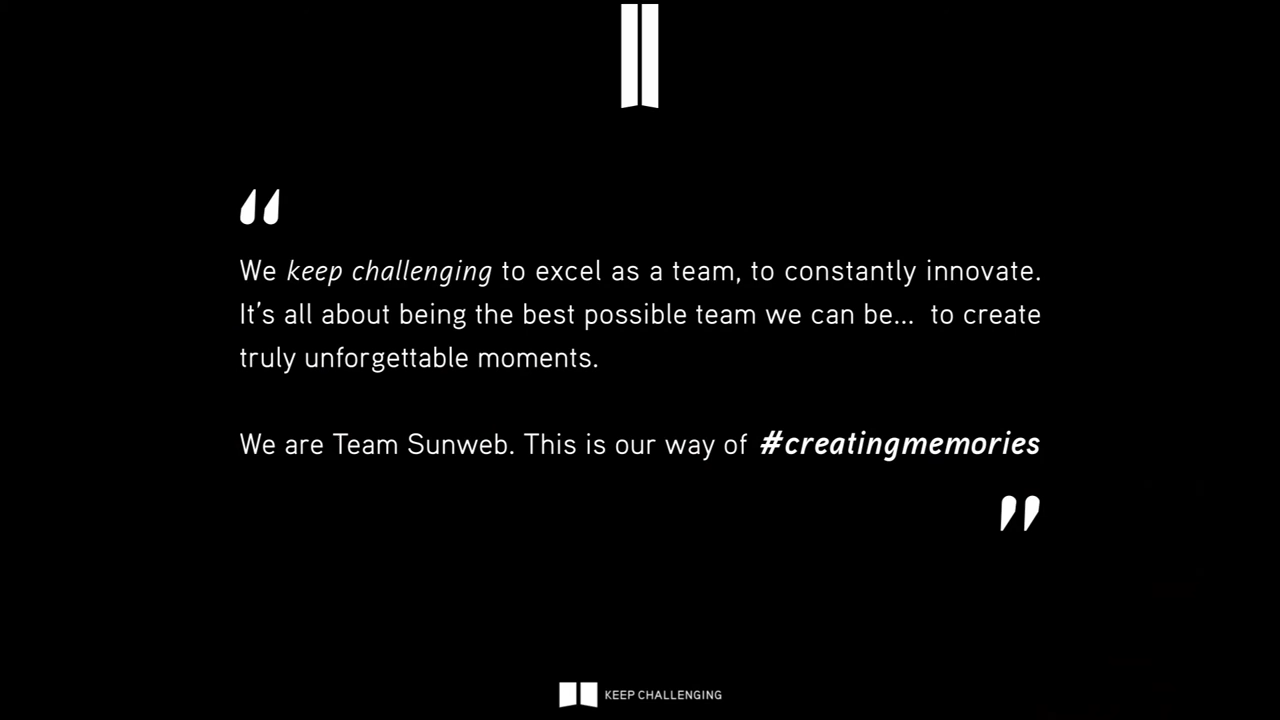 “
We keep challenging to excel as a team, to constantly innovate.
It’s all about being the best possible team we can be... to create
truly unforgettable moments.
We are Team Sunweb. This is our way of #creatingmemories
”
KEEP CHALLENGING